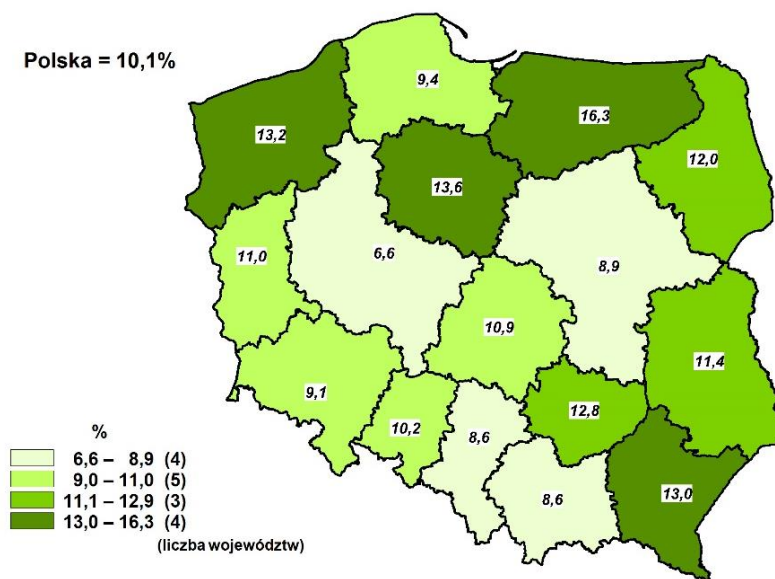 Polska = 10,1%
9,4
16,3
13,2
12,0
13,6
11,0
6,6
8,9
10,9
11,4
9,1
12,8
10,2
8,6
8,6
13,0
%
6,6 – 8,9 (4)
9,0 – 11,0 (5)
11,1 – 12,9 (3)
13,0 – 16,3 (4)
(liczba województw)